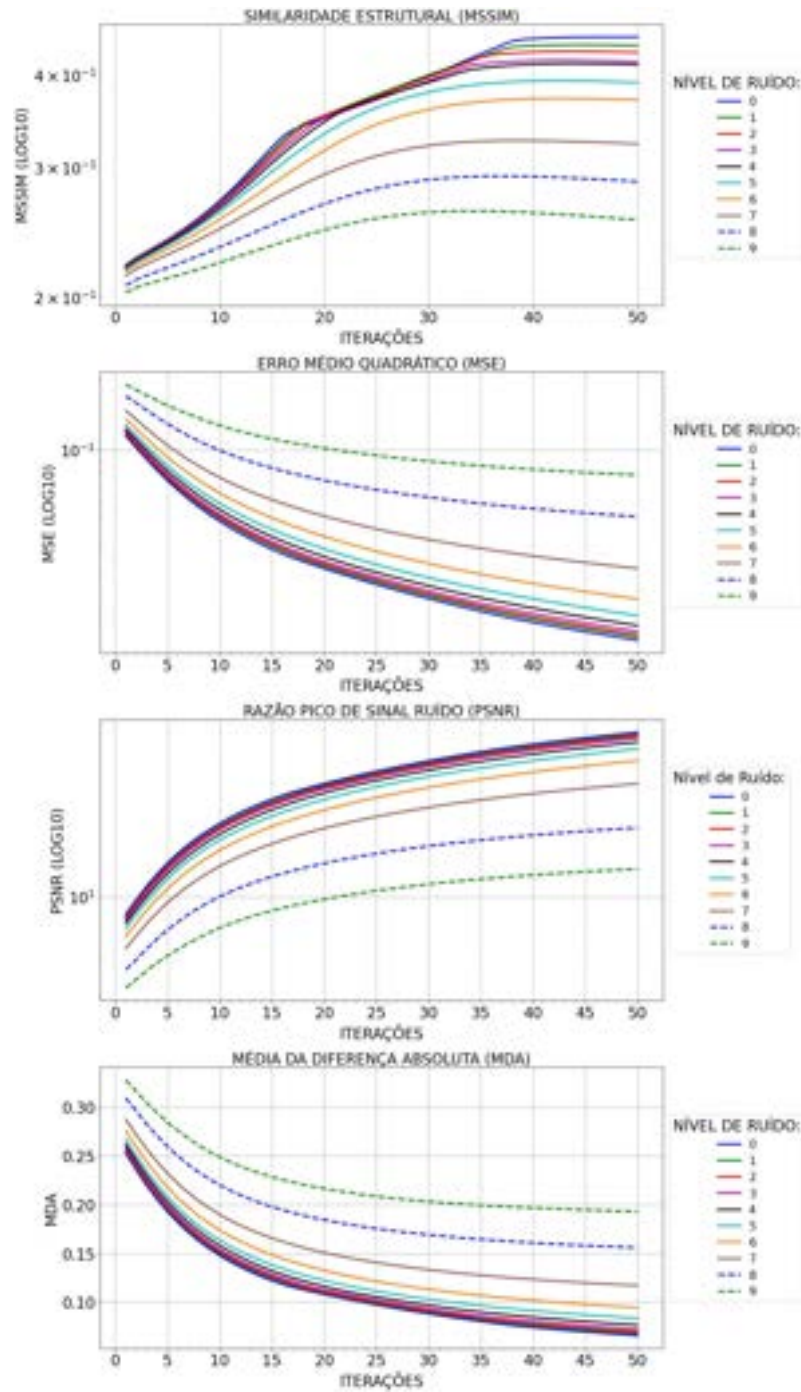 SIMILARIDADE ESTRUTURAL (MSSIM)
MSSIM (LOG10)
4×10⁻¹
3×10⁻¹
2×10⁻¹
0 10 20 30 40 50
ITERAÇÕES
NÍVEL DE RUÍDO:
0
1
2
3
4
5
6
7
8
9
ERRO MÉDIO QUADRÁTICO (MSE)
MSE (LOG10)
10⁻¹
0 5 10 15 20 25 30 35 40 45 50
ITERAÇÕES
NÍVEL DE RUÍDO:
0
1
2
3
4
5
6
7
8
9
RAZÃO PICO DE SINAL RUÍDO (PSNR)
PSNR (LOG10)
10¹
0 5 10 15 20 25 30 35 40 45 50
ITERAÇÕES
Nível de Ruído:
0
1
2
3
4
5
6
7
8
9
MÉDIA DA DIFERENÇA ABSOLUTA (MDA)
MDA
0.30
0.25
0.20
0.15
0.10
0 5 10 15 20 25 30 35 40 45 50
ITERAÇÕES
NÍVEL DE RUÍDO:
0
1
2
3
4
5
6
7
8
9